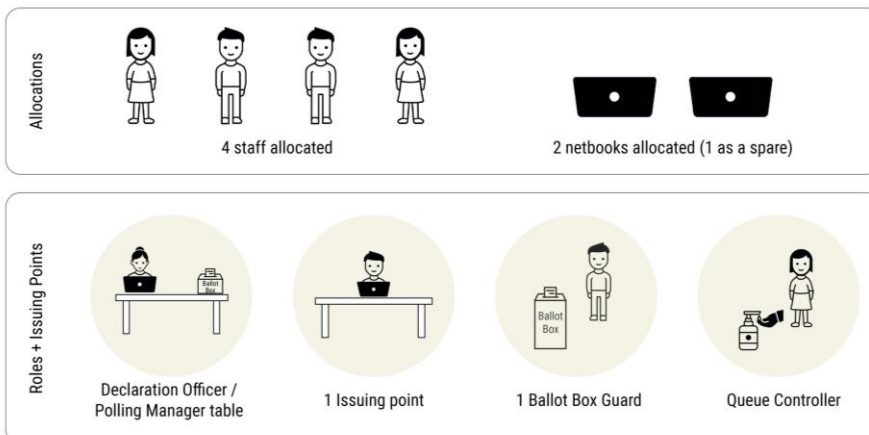 Allocations
4 staff allocated
2 netbooks allocated (1 as a spare)
Roles + Issuing Points
Ballot
Box
Ballot
Box
Declaration Officer /
Polling Manager table
1 Issuing point
1 Ballot Box Guard
Queue Controller